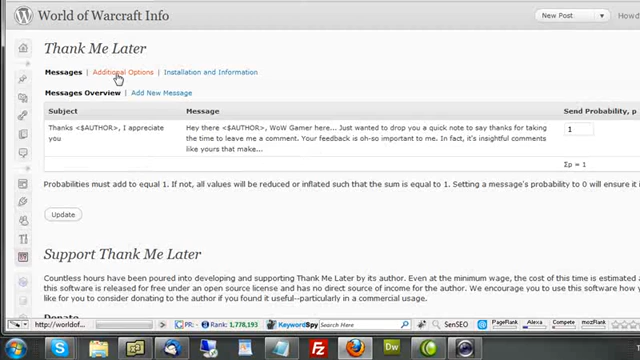 World of Warcraft Info
New Post
Howd
Thank Me Later
Messages | Additional Options | Installation and Information
Messages Overview | Add New Message
Subject Message Send Probability, p
Thanks <$AUTHOR>, I appreciate you
Hey there <$AUTHOR>, WoW Gamer here... Just wanted to drop you a quick note to say thanks for taking
the time to leave me a comment. Your feedback is oh-so important to me. In fact, it's insightful comments
like yours that make...
1
Σp = 1
Probabilities must add to equal 1. If not, all values will be reduced or inflated such that the sum is equal to 1. Setting a message's probability to 0 will ensure it i
Update
Support Thank Me Later
Countless hours have been poured into developing and supporting Thank Me Later by its author. Even at the minimum wage, the cost of this time is estimated a
this software is released for free under an open source license and has no direct source of income for the author. We encourage you to use this software how y
like for you to consider donating to the author if you found it useful--particularly in a commercial usage.
Donate
http://worldof... PR: - Rank: 1,778,193 KeywordSpy Search Here SenSEO PageRank Alexa Compete mozRank